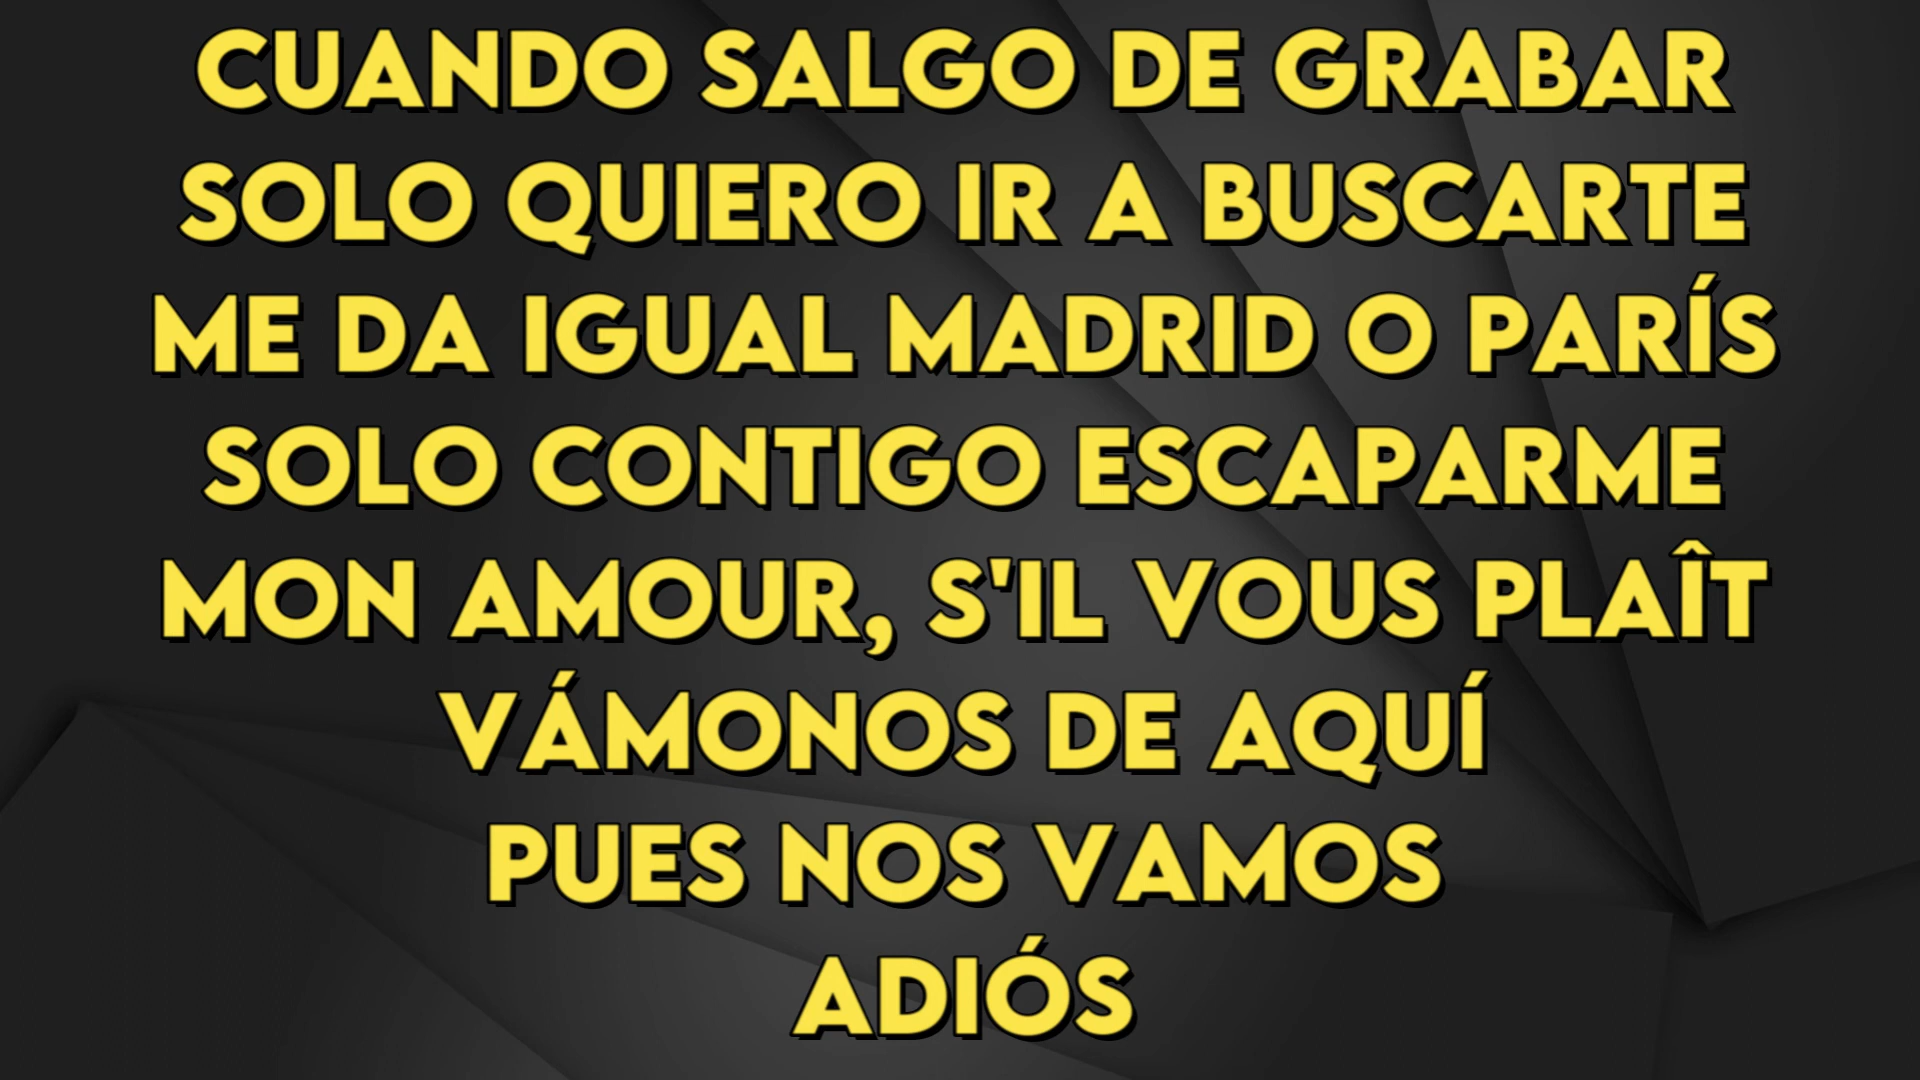 CUANDO SALGO DE GRABAR
SOLO QUIERO IR A BUSCARTE
ME DA IGUAL MADRID O PARÍS
SOLO CONTIGO ESCAPARME
MON AMOUR, S'IL VOUS PLAÎT
VÁMONOS DE AQUÍ
PUES NOS VAMOS
ADIÓS